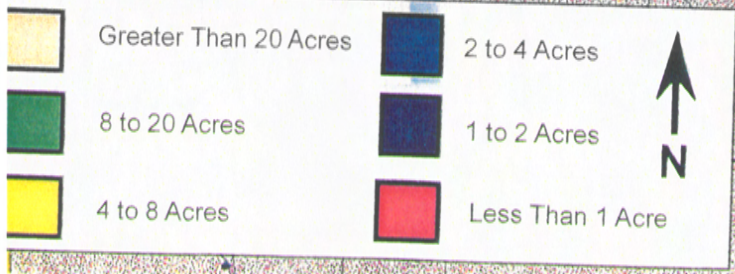 Greater Than 20 Acres
8 to 20 Acres
4 to 8 Acres
2 to 4 Acres
1 to 2 Acres
Less Than 1 Acre
N